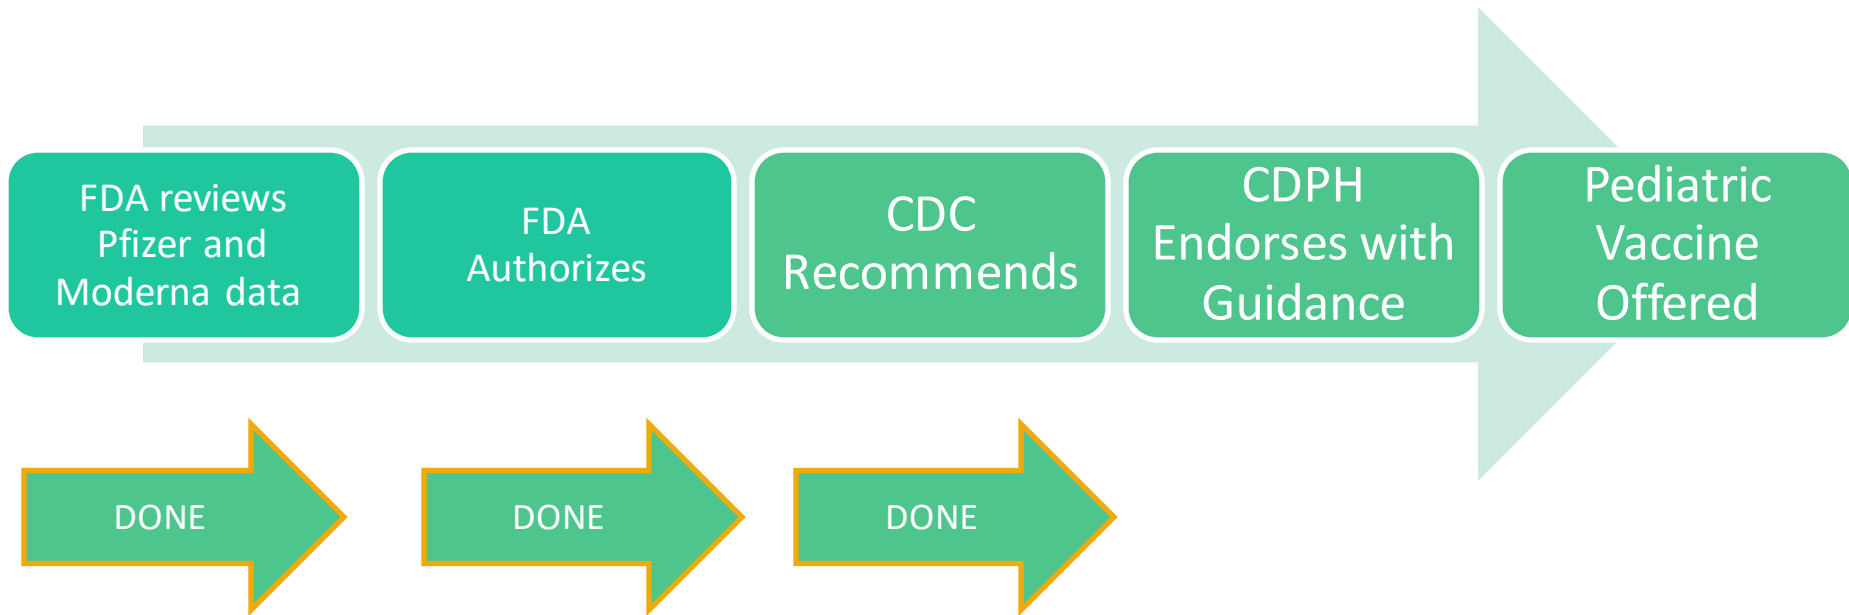 FDA reviews
Pfizer and
Moderna data
FDA
Authorizes
CDC
Recommends
CDPH
Endorses with
Guidance
Pediatric
Vaccine
Offered
DONE
DONE
DONE